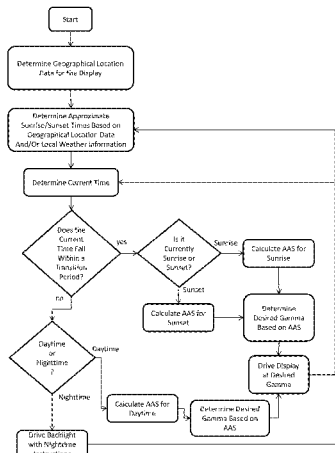 Start
Determine Geographical Location
Data for the Display
Determine Approximate
Sunrise/Sunset Times Based on
Geographical Location Data
And/Or Local Weather Information
Determine Current Time
Does the
Current
Time Fall
Within a
Transition
Period?
yes
Is it
Currently
Sunrise or
Sunset?
Sunrise
Calculate AAS for
Sunrise
Sunset
Calculate AAS for
Sunset
Determine
Desired Gamma
Based on AAS
no
Daytime
or
Nighttime
?
Daytime
Drive Display
at Desired
Gamma
Nighttime
Calculate AAS for
Daytime
Determine Desired
Gamma Based on
AAS
Drive Backlight
with Nighttime